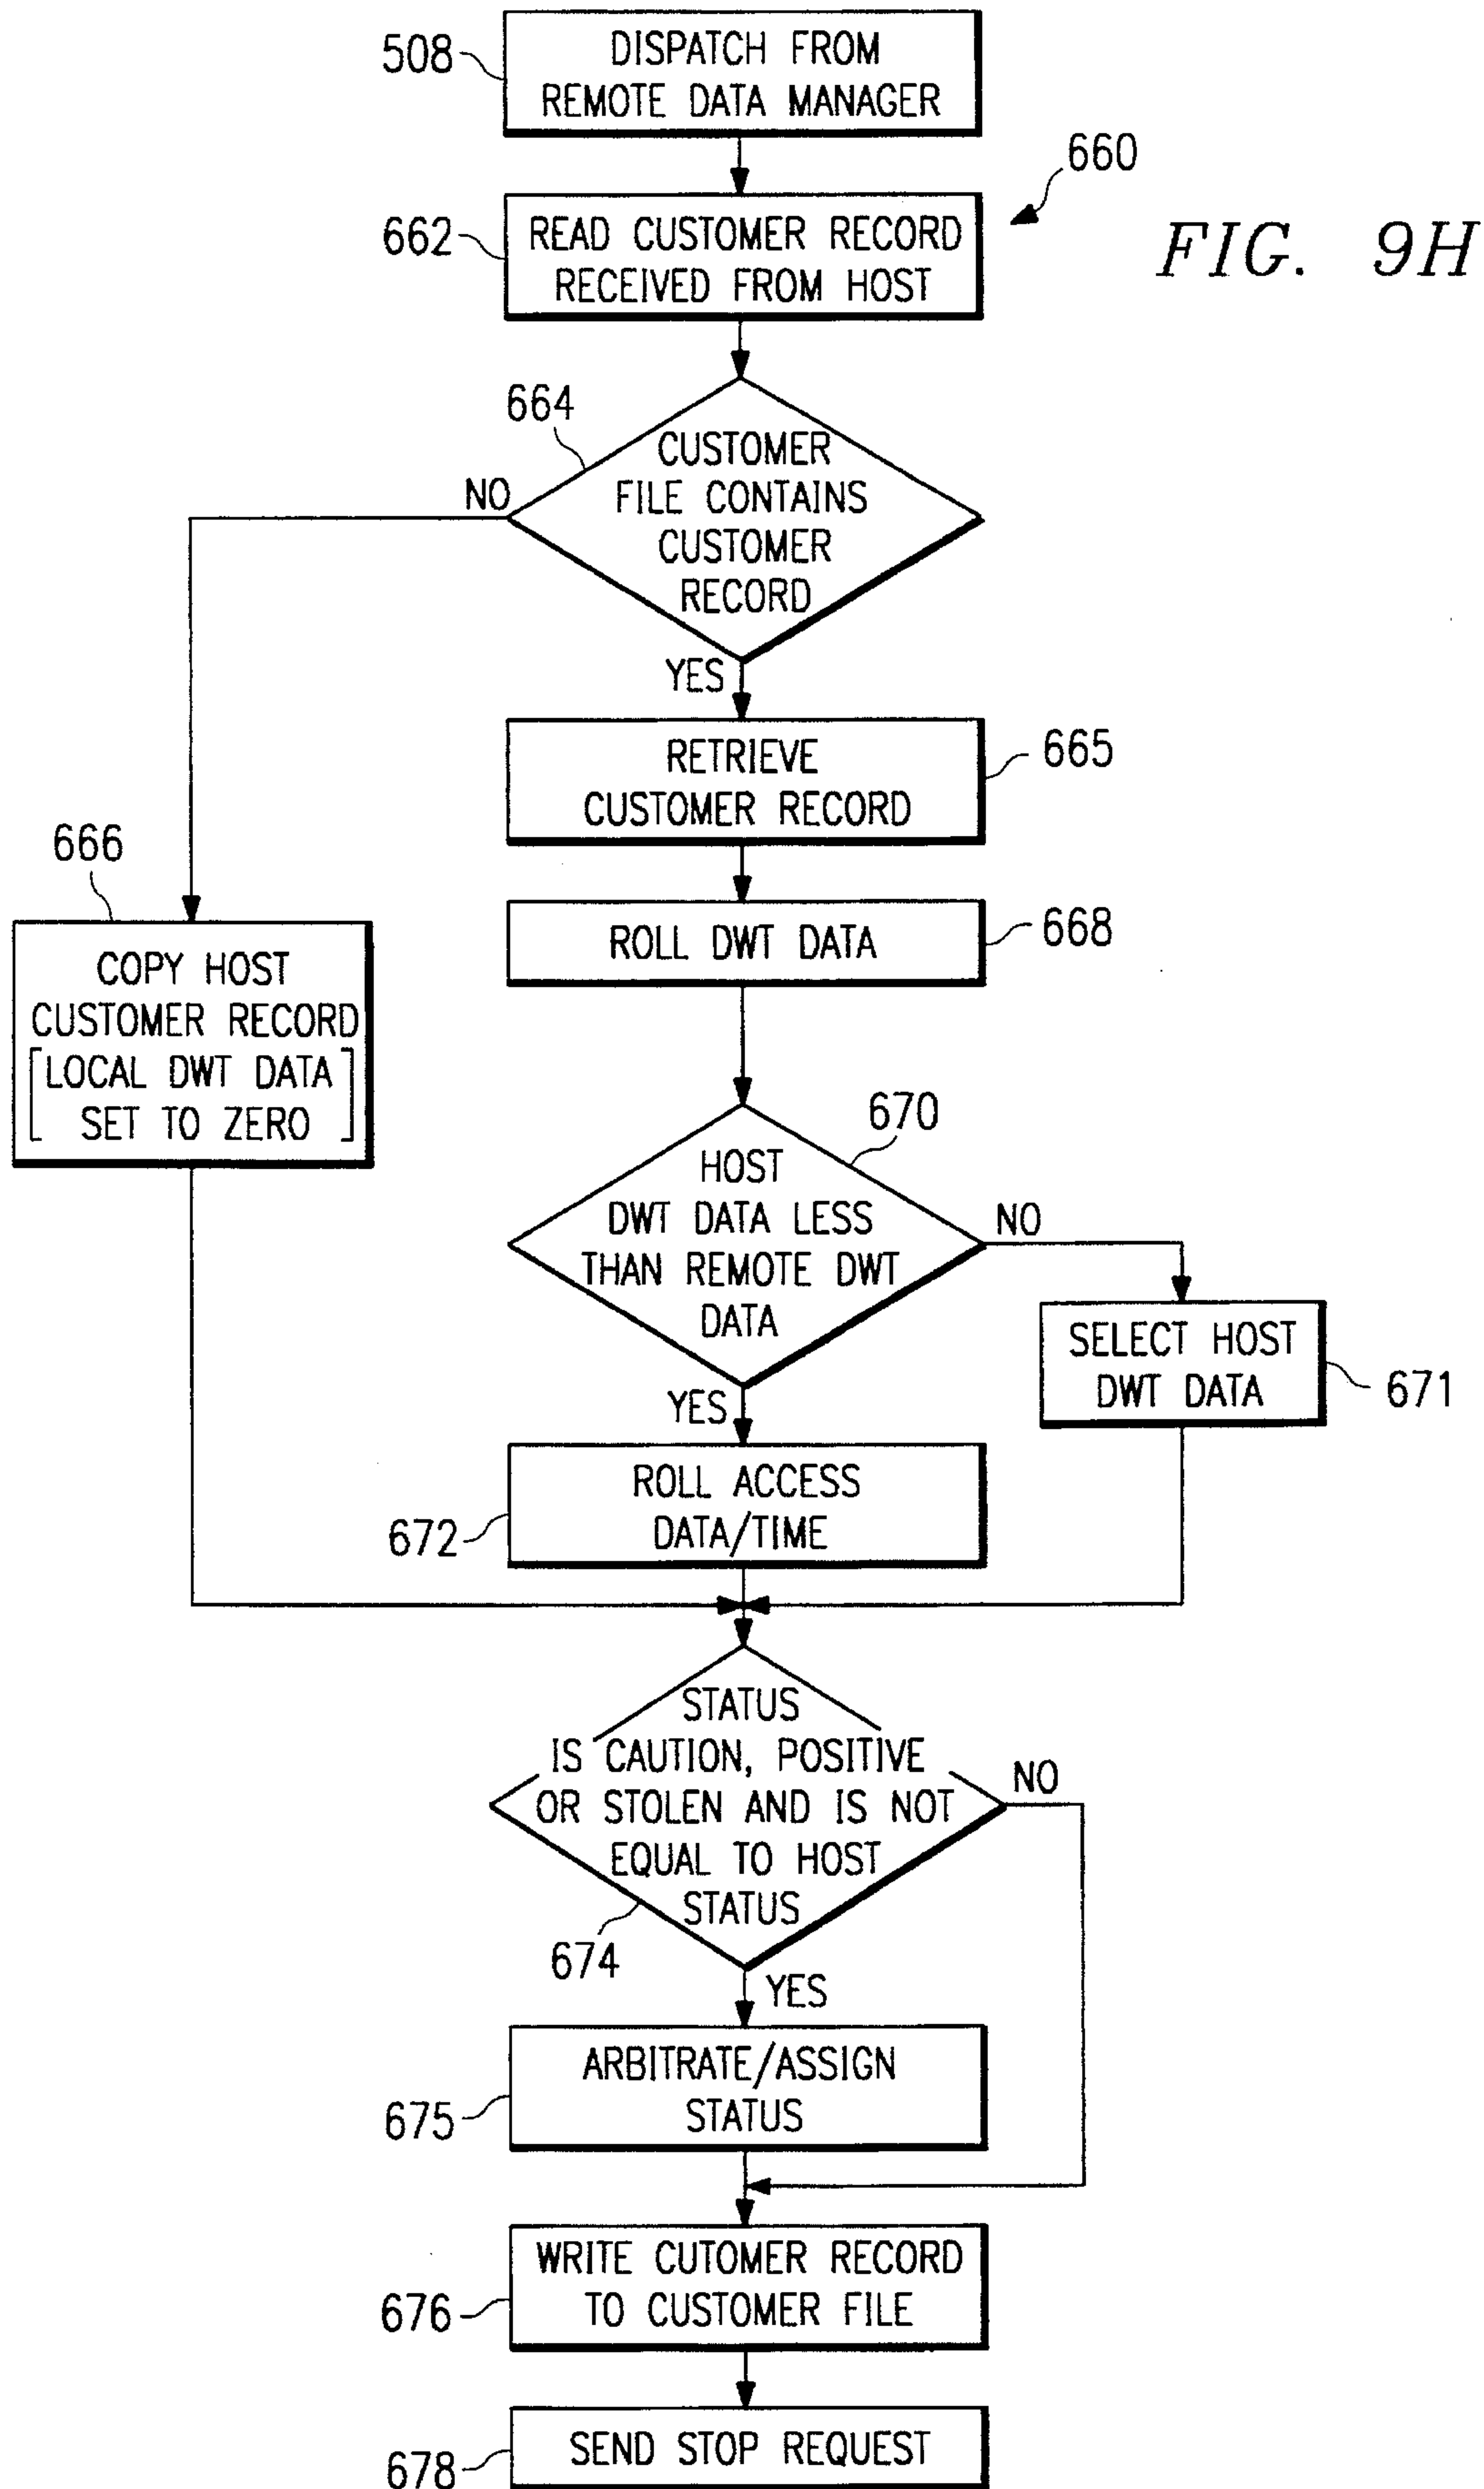 508
DISPATCH FROM
REMOTE DATA MANAGER
660
FIG. 9H
662
READ CUSTOMER RECORD
RECEIVED FROM HOST
664
CUSTOMER
FILE CONTAINS
CUSTOMER
RECORD
NO
YES
RETRIEVE
CUSTOMER RECORD
665
666
COPY HOST
CUSTOMER RECORD
[LOCAL DWT DATA
SET TO ZERO]
ROLL DWT DATA
668
670
HOST
DWT DATA LESS
THAN REMOTE DWT
DATA
NO
SELECT HOST
DWT DATA
671
YES
ROLL ACCESS
DATA/TIME
672
STATUS
IS CAUTION, POSITIVE
OR STOLEN AND IS NOT
EQUAL TO HOST
STATUS
NO
674
YES
ARBITRATE/ASSIGN
STATUS
675
WRITE CUTOMER RECORD
TO CUSTOMER FILE
676
SEND STOP REQUEST
678